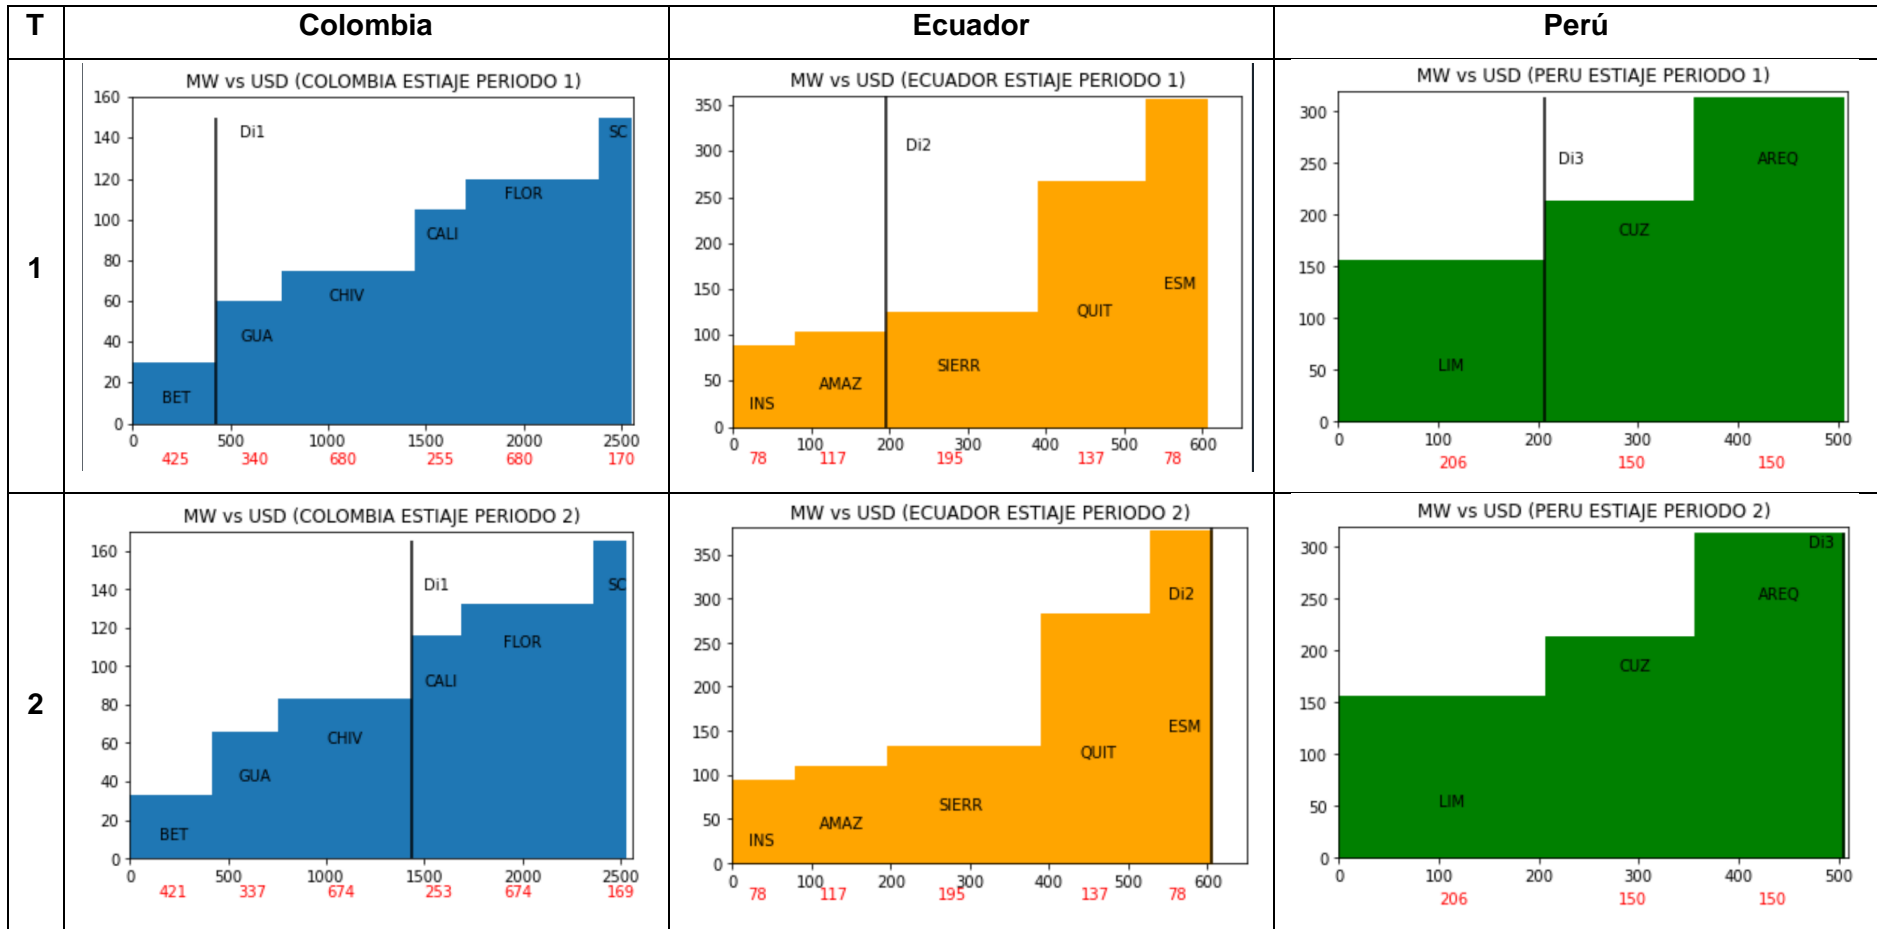 T Colombia Ecuador Perú
1
MW vs USD (COLOMBIA ESTIAJE PERIODO 1)
160
140
120
100
80
60
40
20
0
Di1
SC
FLOR
CALI
CHIV
GUA
BET
0 500 1000 1500 2000 2500
425 340 680 255 680 170
MW vs USD (ECUADOR ESTIAJE PERIODO 1)
350
300
250
200
150
100
50
0
Di2
ESM
QUIT
SIERR
AMAZ
INS
0 100 200 300 400 500 600
78 117 195 137 78
MW vs USD (PERU ESTIAJE PERIODO 1)
300
250
200
150
100
50
0
Di3
AREQ
CUZ
LIM
0 100 200 300 400 500
206 150 150
2
MW vs USD (COLOMBIA ESTIAJE PERIODO 2)
160
140
120
100
80
60
40
20
0
Di1
SC
FLOR
CALI
CHIV
GUA
BET
0 500 1000 1500 2000 2500
421 337 674 253 674 169
MW vs USD (ECUADOR ESTIAJE PERIODO 2)
350
300
250
200
150
100
50
0
Di2
ESM
QUIT
SIERR
AMAZ
INS
0 100 200 300 400 500 600
78 117 195 137 78
MW vs USD (PERU ESTIAJE PERIODO 2)
300
250
200
150
100
50
0
Di3
AREQ
CUZ
LIM
0 100 200 300 400 500
206 150 150